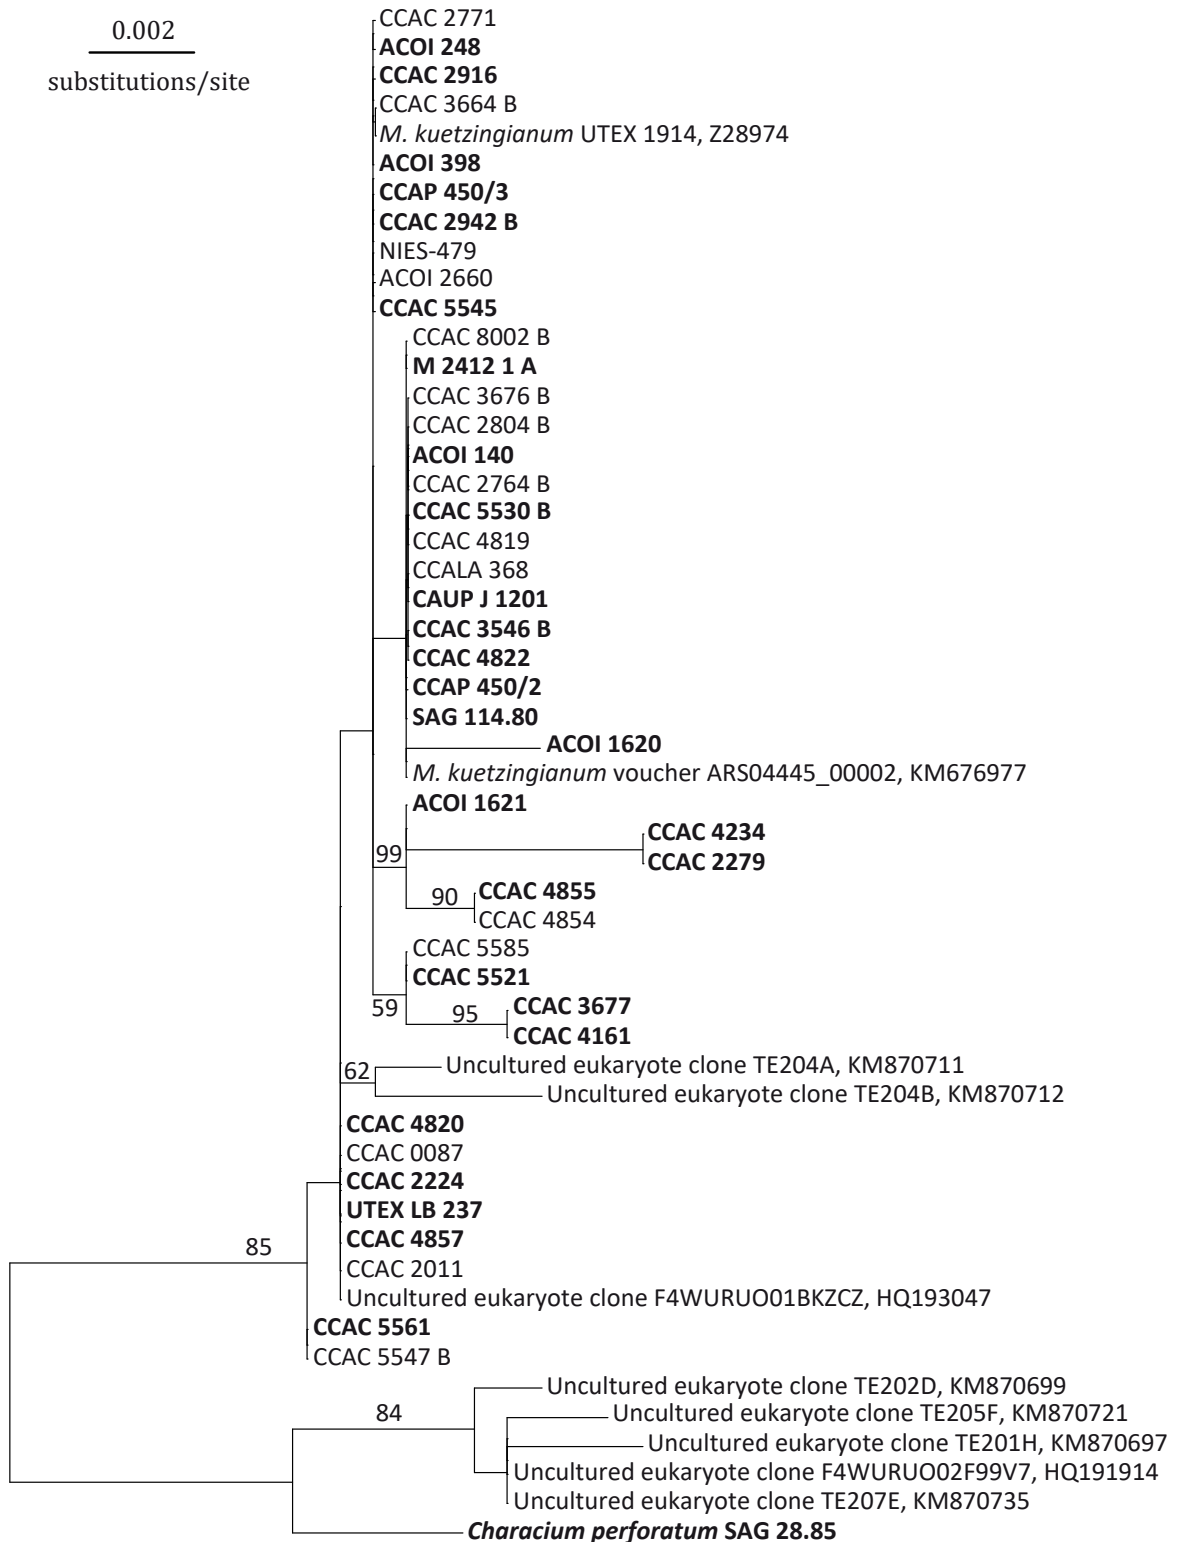 CCAC 2771
0.002
ACOI 248
CCAC 2916
substitutions/site
CCAC 3664 B
M. kuetzingianum UTEX 1914, Z28974
ACOI 398
CCAP 450/3
CCAC 2942 B
NIES-479
ACOI 2660
CCAC 5545
CCAC 8002 B
M 2412 1 A
CCAC 3676 B
CCAC 2804 B
ACOI 140
CCAC 2764 B
CCAC 5530 B
CCAC 4819
CCALA 368
CAUP J 1201
CCAC 3546 B
CCAC 4822
CCAP 450/2
SAG 114.80
ACOI 1620
M. kuetzingianum voucher ARS04445_00002, KM676977
ACOI 1621
CCAC 4234
99
CCAC 2279
90
CCAC 4855
CCAC 4854
CCAC 5585
CCAC 5521
59
95
CCAC 3677
CCAC 4161
Uncultured eukaryote clone TE204A, KM870711
62
Uncultured eukaryote clone TE204B, KM870712
CCAC 4820
CCAC 0087
CCAC 2224
UTEX LB 237
CCAC 4857
85
CCAC 2011
Uncultured eukaryote clone F4WURUO01BKZCZ, HQ193047
CCAC 5561
CCAC 5547 B
Uncultured eukaryote clone TE202D, KM870699
84
Uncultured eukaryote clone TE205F, KM870721
Uncultured eukaryote clone TE201H, KM870697
Uncultured eukaryote clone F4WURUO02F99V7, HQ191914
Uncultured eukaryote clone TE207E, KM870735
Characium perforatum SAG 28.85